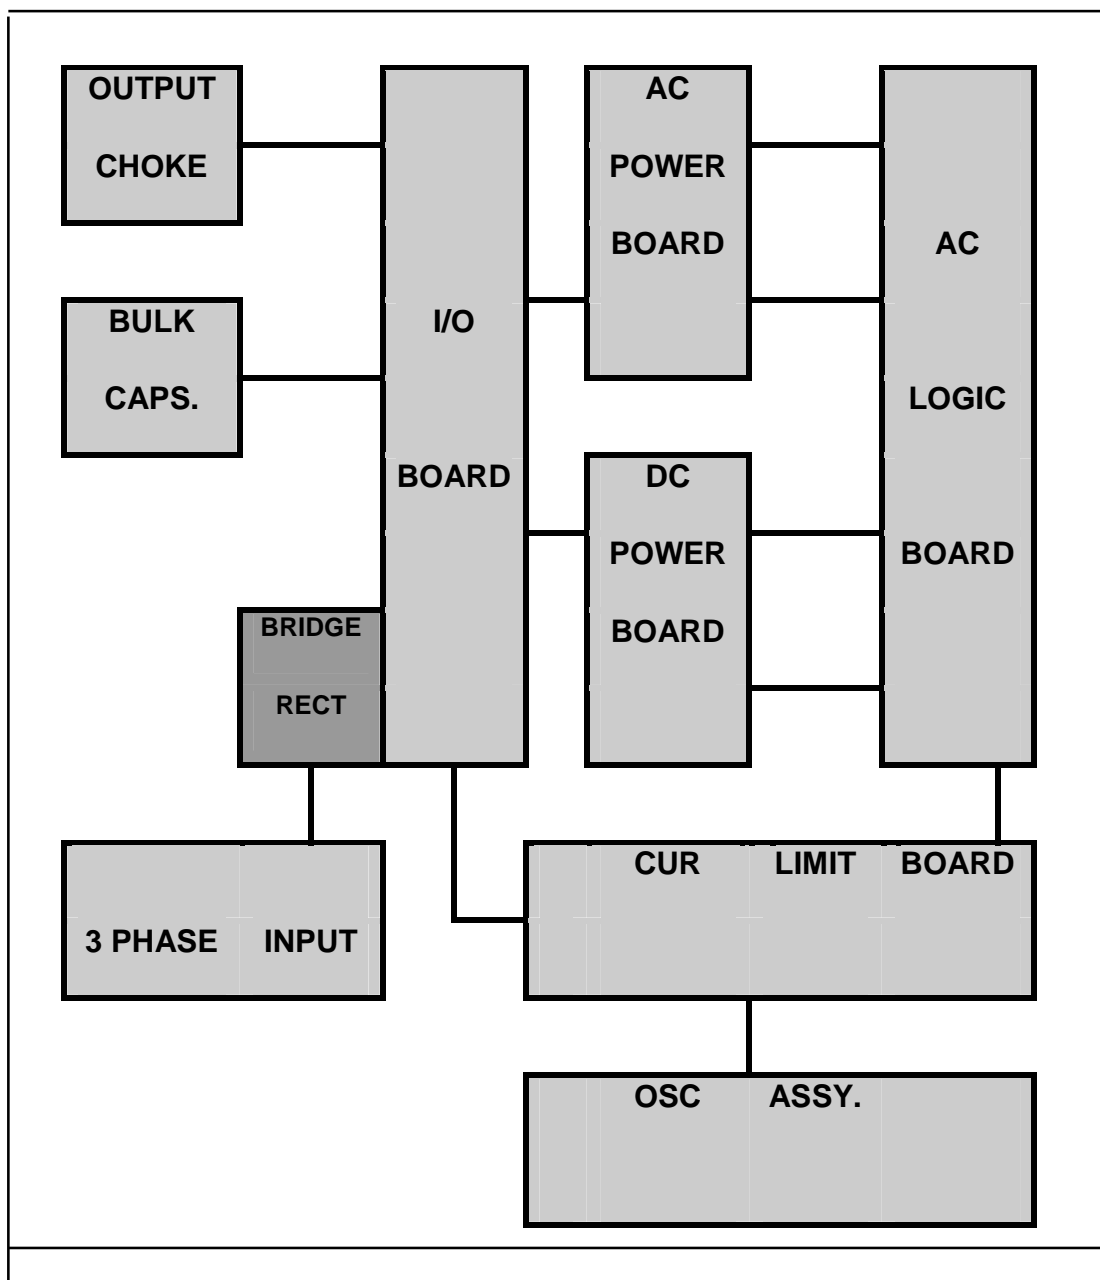 OUTPUT
CHOKE
BULK
CAPS.
I/O
BOARD
AC
POWER
BOARD
DC
POWER
BOARD
AC
LOGIC
BOARD
BRIDGE
RECT
3 PHASE INPUT
CUR LIMIT BOARD
OSC ASSY.